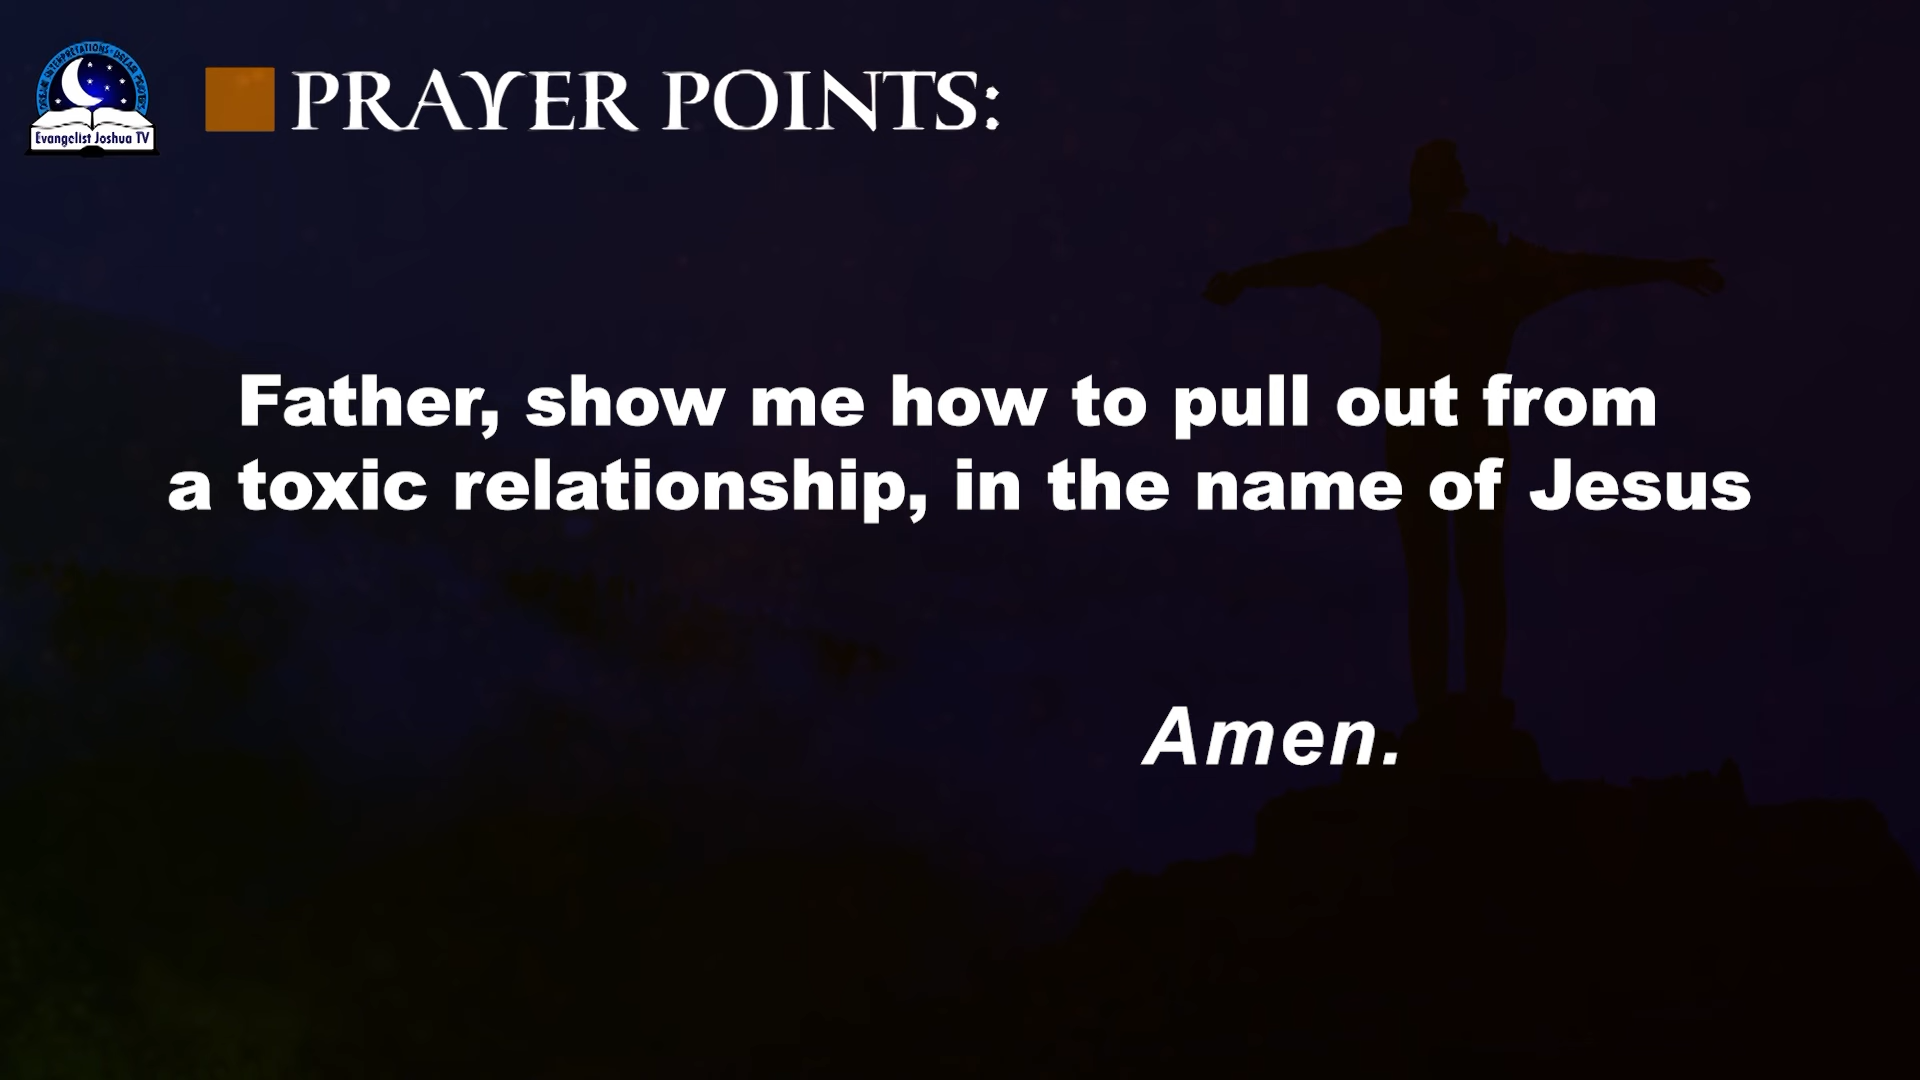 Evangelist Joshua TV
PRAYER POINTS:
Father, show me how to pull out from
a toxic relationship, in the name of Jesus
Amen.